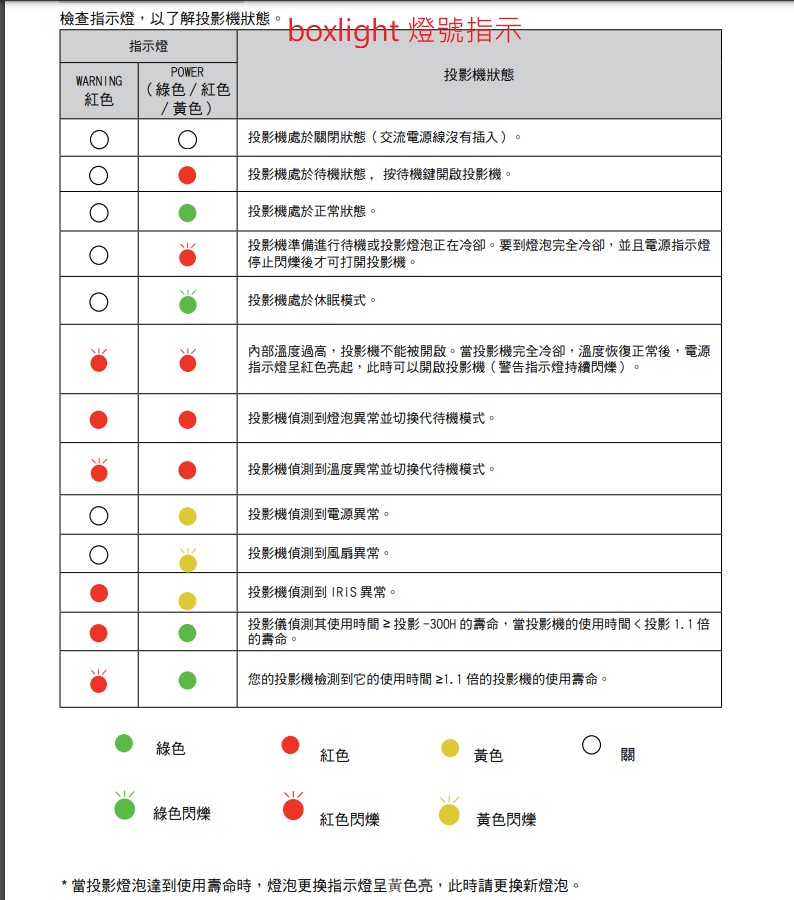 檢查指示燈，以了解投影機狀態。
boxlight 燈號指示
指示燈
投影機狀態
WARNING
紅色
POWER
（綠色 / 紅色
/ 黃色）
投影機處於關閉狀態（交流電源線沒有插入）。
投影機處於待機狀態，按待機鍵開啟投影機。
投影機處於正常狀態。
投影機準備進行待機或投影燈泡正在冷卻。要到燈泡完全冷卻，並且電源指示燈
停止閃爍後才可打開投影機。
投影機處於休眠模式。
內部溫度過高，投影機不能被開啟。當投影機完全冷卻，溫度恢復正常後，電源
指示燈呈紅色亮起，此時可以開啟投影機（警告指示燈持續閃爍）。
投影機偵測到燈泡異常並切換代待機模式。
投影機偵測到溫度異常並切換代待機模式。
投影機偵測到電源異常。
投影機偵測到風扇異常。
投影機偵測到 IRIS 異常。
投影儀偵測其使用時間 ≥ 投影 -300H 的壽命，當投影機的使用時間 < 投影 1.1 倍
的壽命。
您的投影機檢測到它的使用時間 ≥1.1 倍的投影機的使用壽命。
綠色
紅色
黃色
關
綠色閃爍
紅色閃爍
黃色閃爍
* 當投影燈泡達到使用壽命時，燈泡更換指示燈呈黃色亮，此時請更換新燈泡。